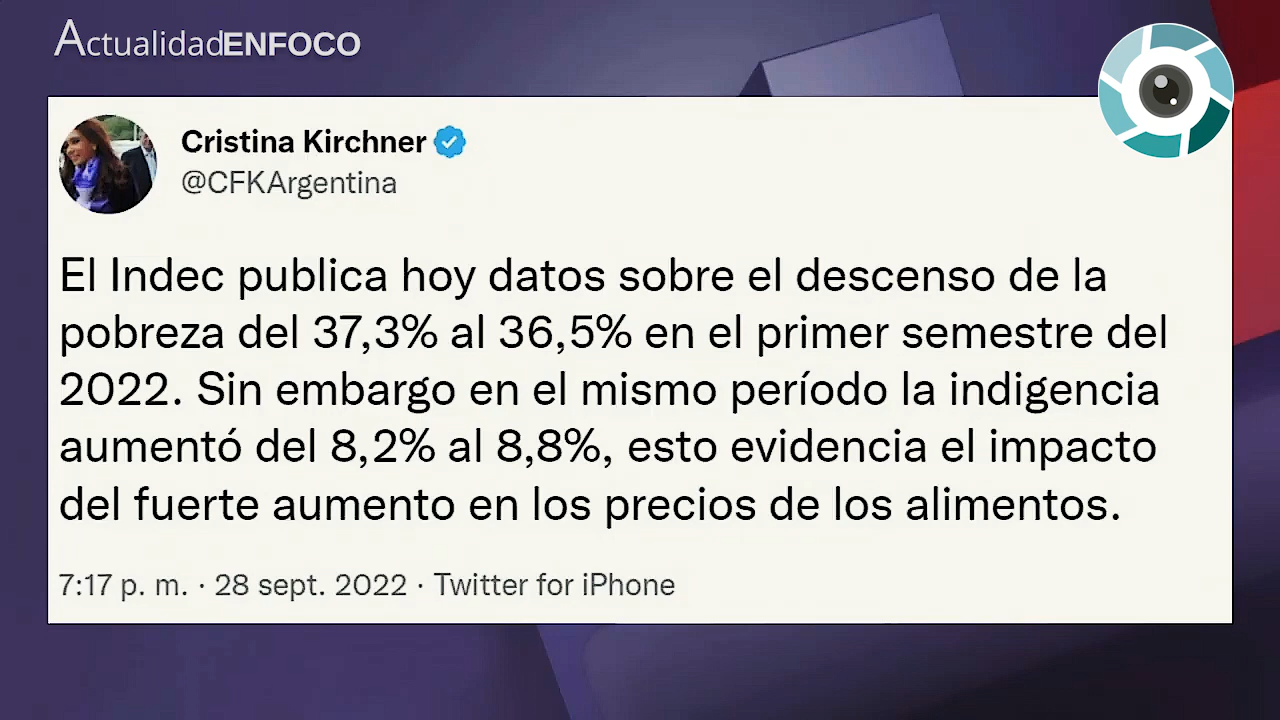 ActualidadENFOCO
Cristina Kirchner
@CFKArgentina
El Indec publica hoy datos sobre el descenso de la
pobreza del 37,3% al 36,5% en el primer semestre del
2022. Sin embargo en el mismo período la indigencia
aumentó del 8,2% al 8,8%, esto evidencia el impacto
del fuerte aumento en los precios de los alimentos.
7:17 p. m. · 28 sept. 2022 · Twitter for iPhone